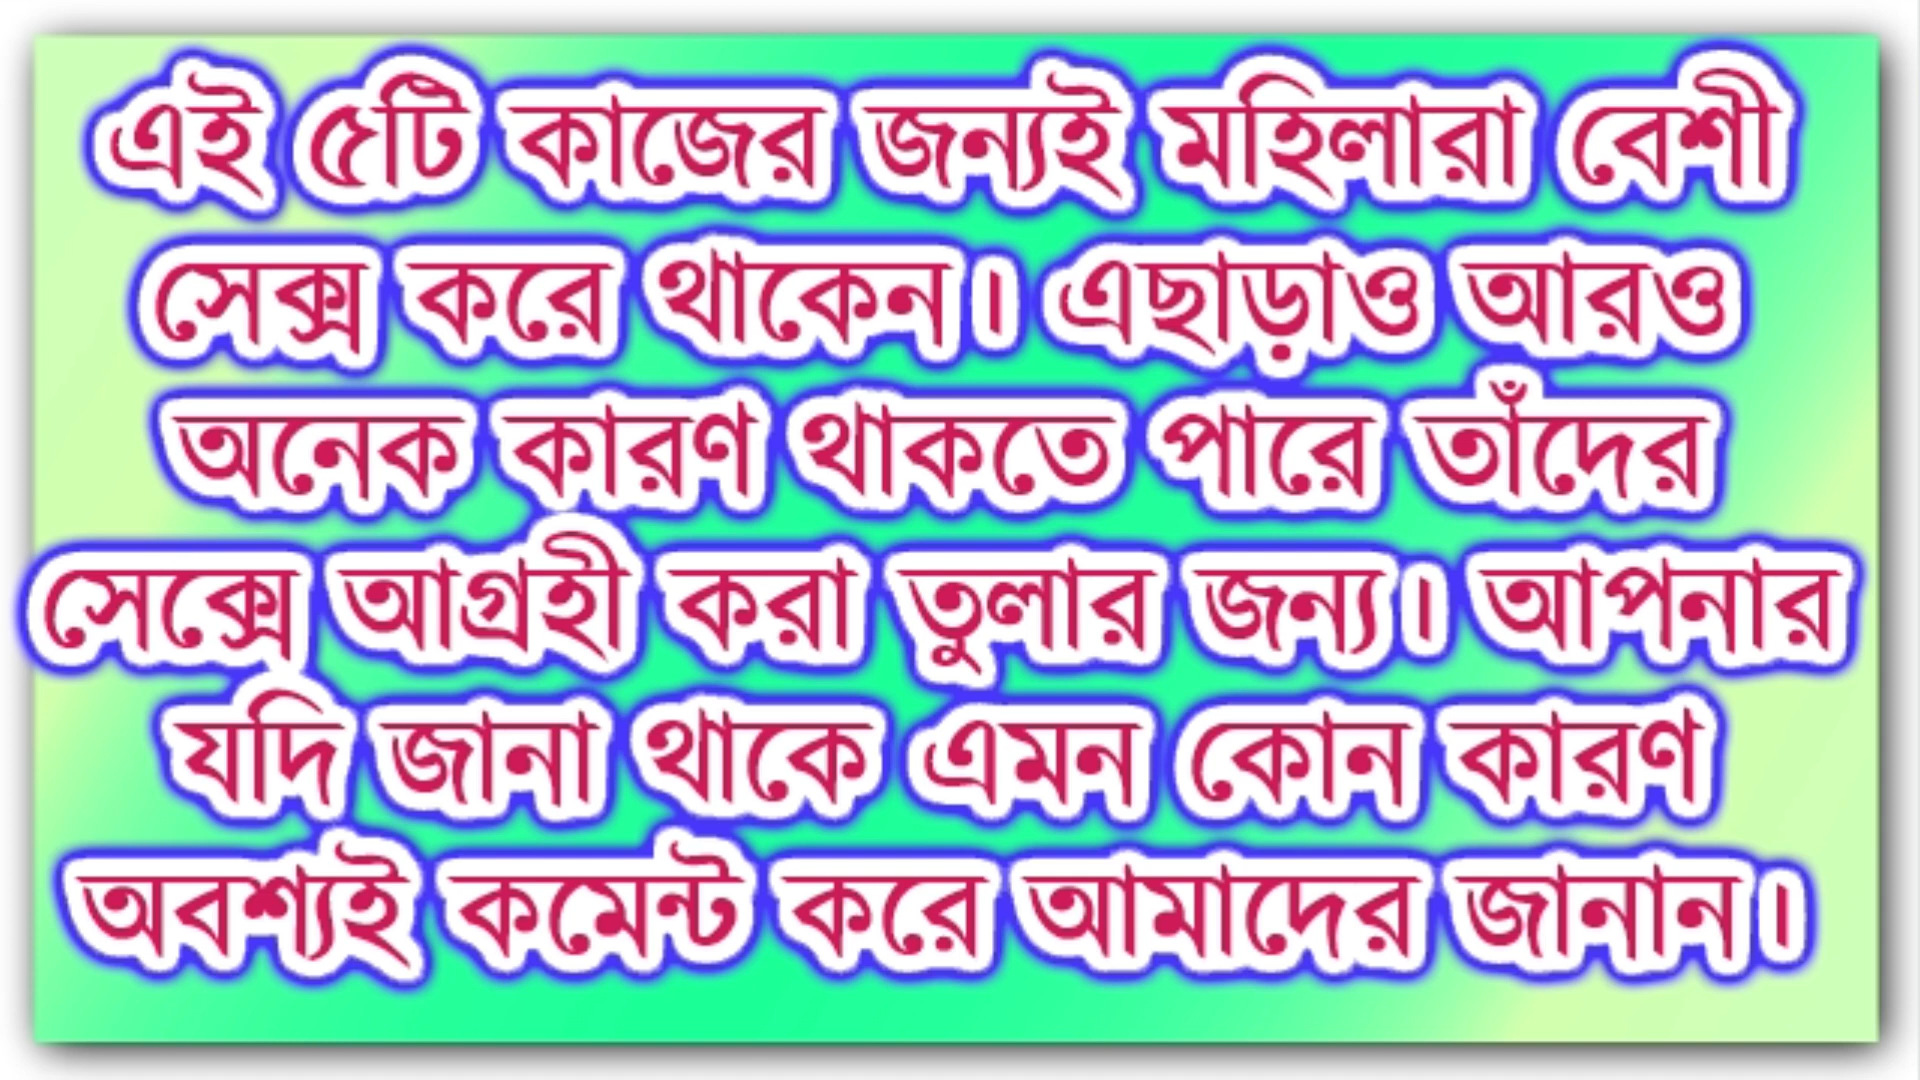 এই ৫টি কাজের জন্যই মহিলারা বেশী
সেক্স করে থাকেন। এছাড়াও আরও
অনেক কারণ থাকতে পারে তাঁদের
সেক্সে আগ্রহী করা তুলার জন্য। আপনার
যদি জানা থাকে এমন কোন কারণ
অবশ্যই কমেন্ট করে আমাদের জানান।